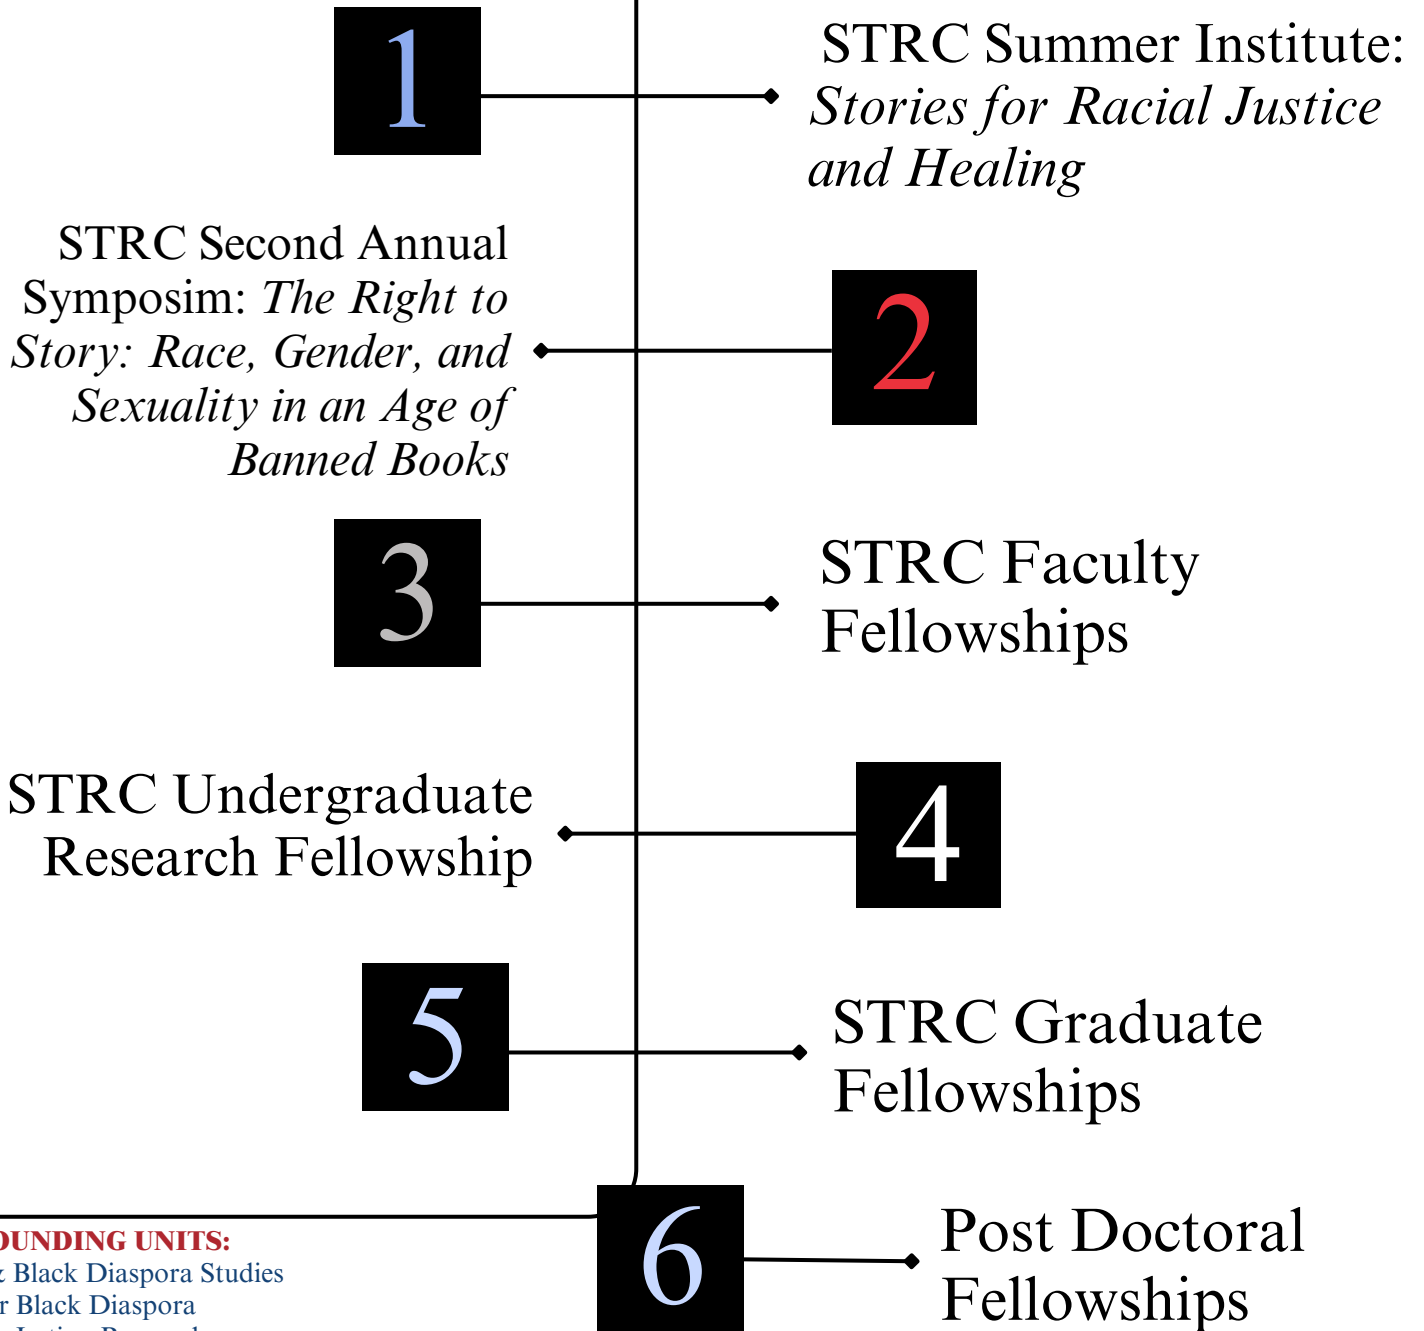 1
STRC Summer Institute:
Stories for Racial Justice
and Healing
STRC Second Annual
Symposim: The Right to
Story: Race, Gender, and
Sexuality in an Age of
Banned Books
2
3
STRC Faculty
Fellowships
STRC Undergraduate
Research Fellowship
4
5
STRC Graduate
Fellowships
6
Post Doctoral
Fellowships
OUNDING UNITS:
Black Diaspora Studies
r Black Diaspora